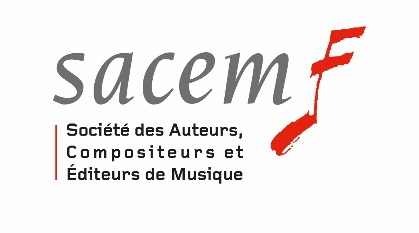 sacem
Société des Auteurs,
Compositeurs et
Éditeurs de Musique